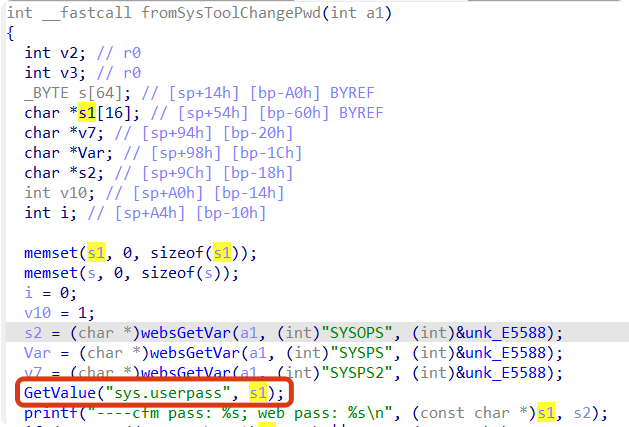 int __fastcall fromSysToolChangePwd(int a1)
{
int v2; // r0
int v3; // r0
_BYTE s[64]; // [sp+14h] [bp-A0h] BYREF
char *s1[16]; // [sp+54h] [bp-60h] BYREF
char *v7; // [sp+94h] [bp-20h]
char *Var; // [sp+98h] [bp-1Ch]
char *s2; // [sp+9Ch] [bp-18h]
int v10; // [sp+A0h] [bp-14h]
int i; // [sp+A4h] [bp-10h]
memset(s1, 0, sizeof(s1));
memset(s, 0, sizeof(s));
i = 0;
v10 = 1;
s2 = (char *)websGetVar(a1, (int)"SYSOPS", (int)&unk_E5588);
Var = (char *)websGetVar(a1, (int)"SYSPS", (int)&unk_E5588);
v7 = (char *)websGetVar(a1, (int)"SYSPS2", (int)&unk_E5588);
GetValue("sys.userpass", s1);
printf("----cfm pass: %s; web pass: %s\n", (const char *)s1, s2);